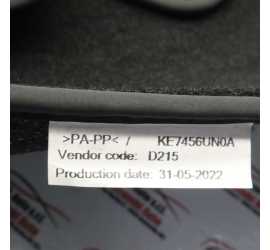 >PA-PP< / KE7456UN0A
Vendor code: D215
Production date: 31-05-2022